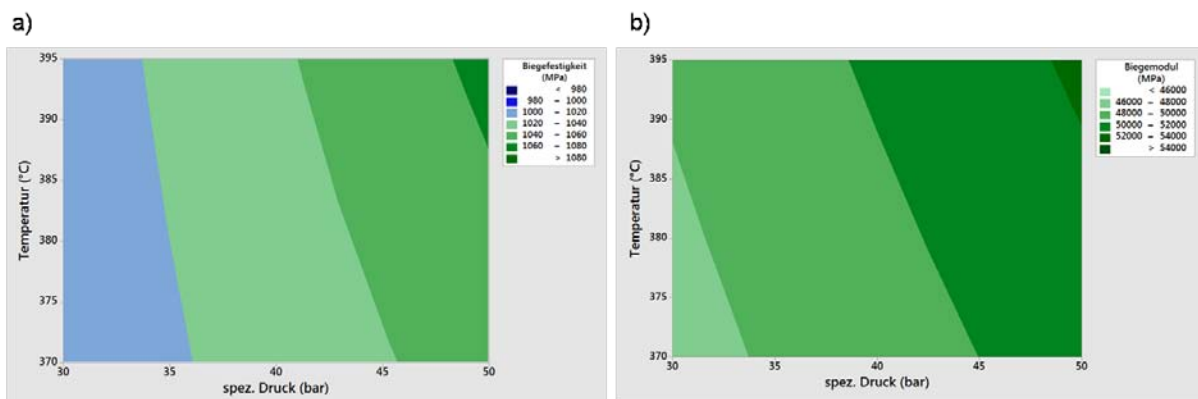 a)
395
390
385
380
375
370
Temperatur (°C)
30 35 40 45 50
spez. Druck (bar)
Biegefestigkeit
(MPa)
< 980
980 – 1000
1000 – 1020
1020 – 1040
1040 – 1060
1060 – 1080
> 1080
b)
395
390
385
380
375
370
Temperatur (°C)
30 35 40 45 50
spez. Druck (bar)
Biegemodul
(MPa)
< 46000
46000 – 48000
48000 – 50000
50000 – 52000
52000 – 54000
> 54000